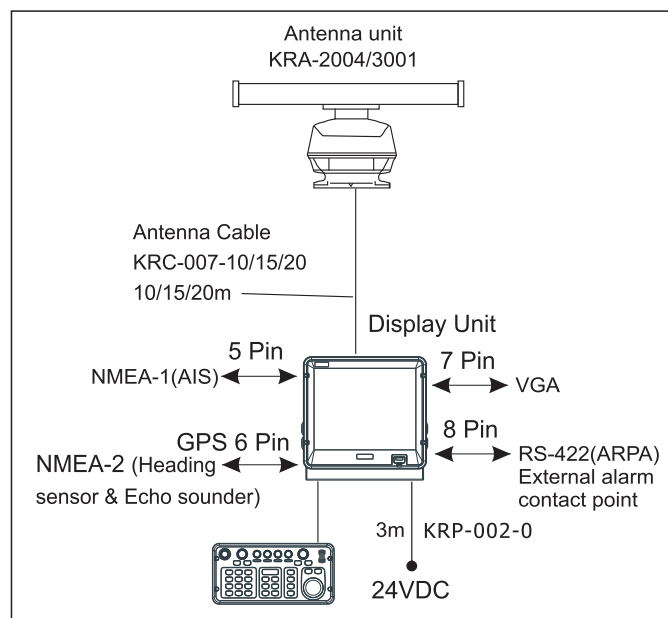 Antenna unit
KRA-2004/3001
Antenna Cable
KRC-007-10/15/20
10/15/20m
Display Unit
5 Pin
NMEA-1(AIS)
7 Pin
VGA
GPS 6 Pin
NMEA-2 (Heading
sensor & Echo sounder)
8 Pin
RS-422(ARPA)
External alarm
contact point
3m KRP-002-0
24VDC